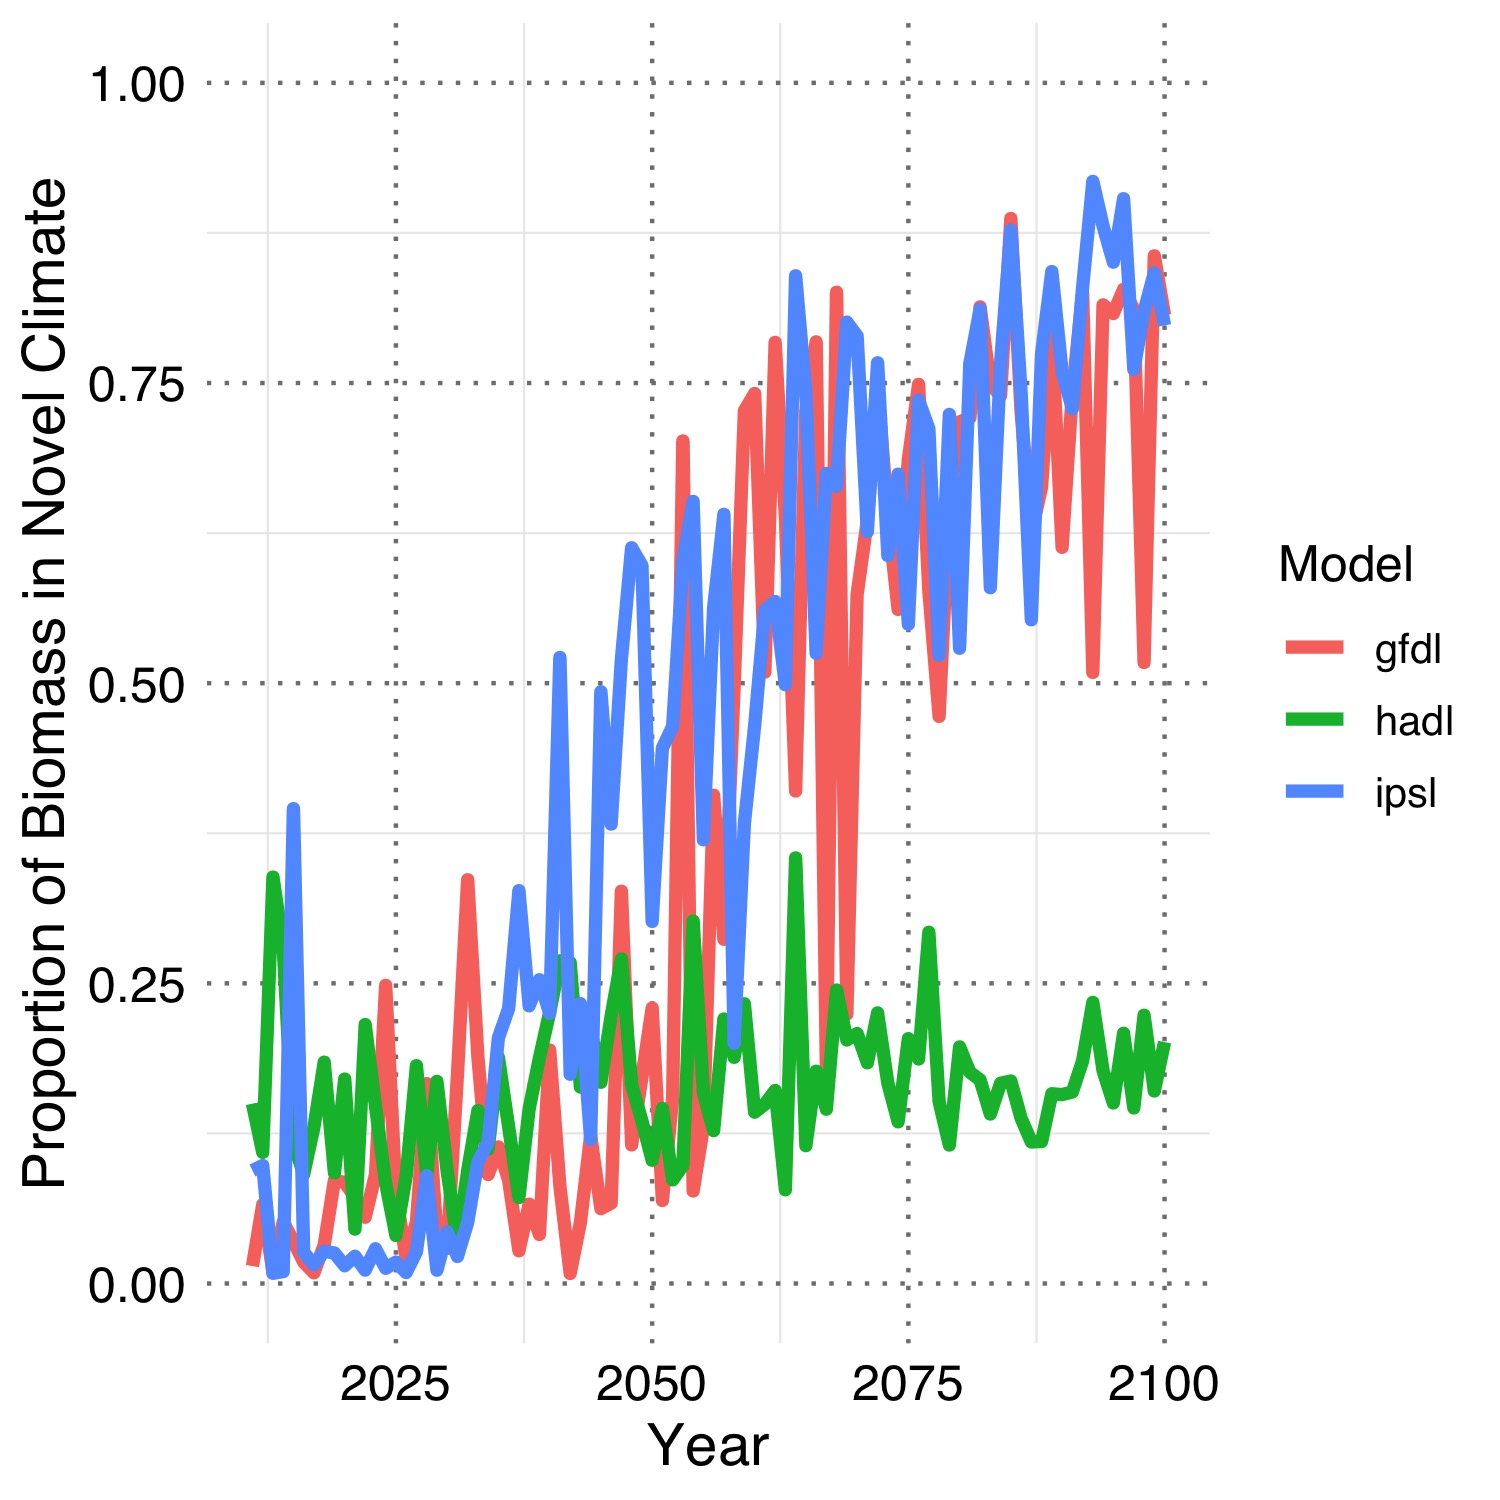 1.00
0.75
0.50
0.25
0.00
Proportion of Biomass in Novel Climate
2025 2050 2075 2100
Year
Model
gfdl
hadl
ipsl